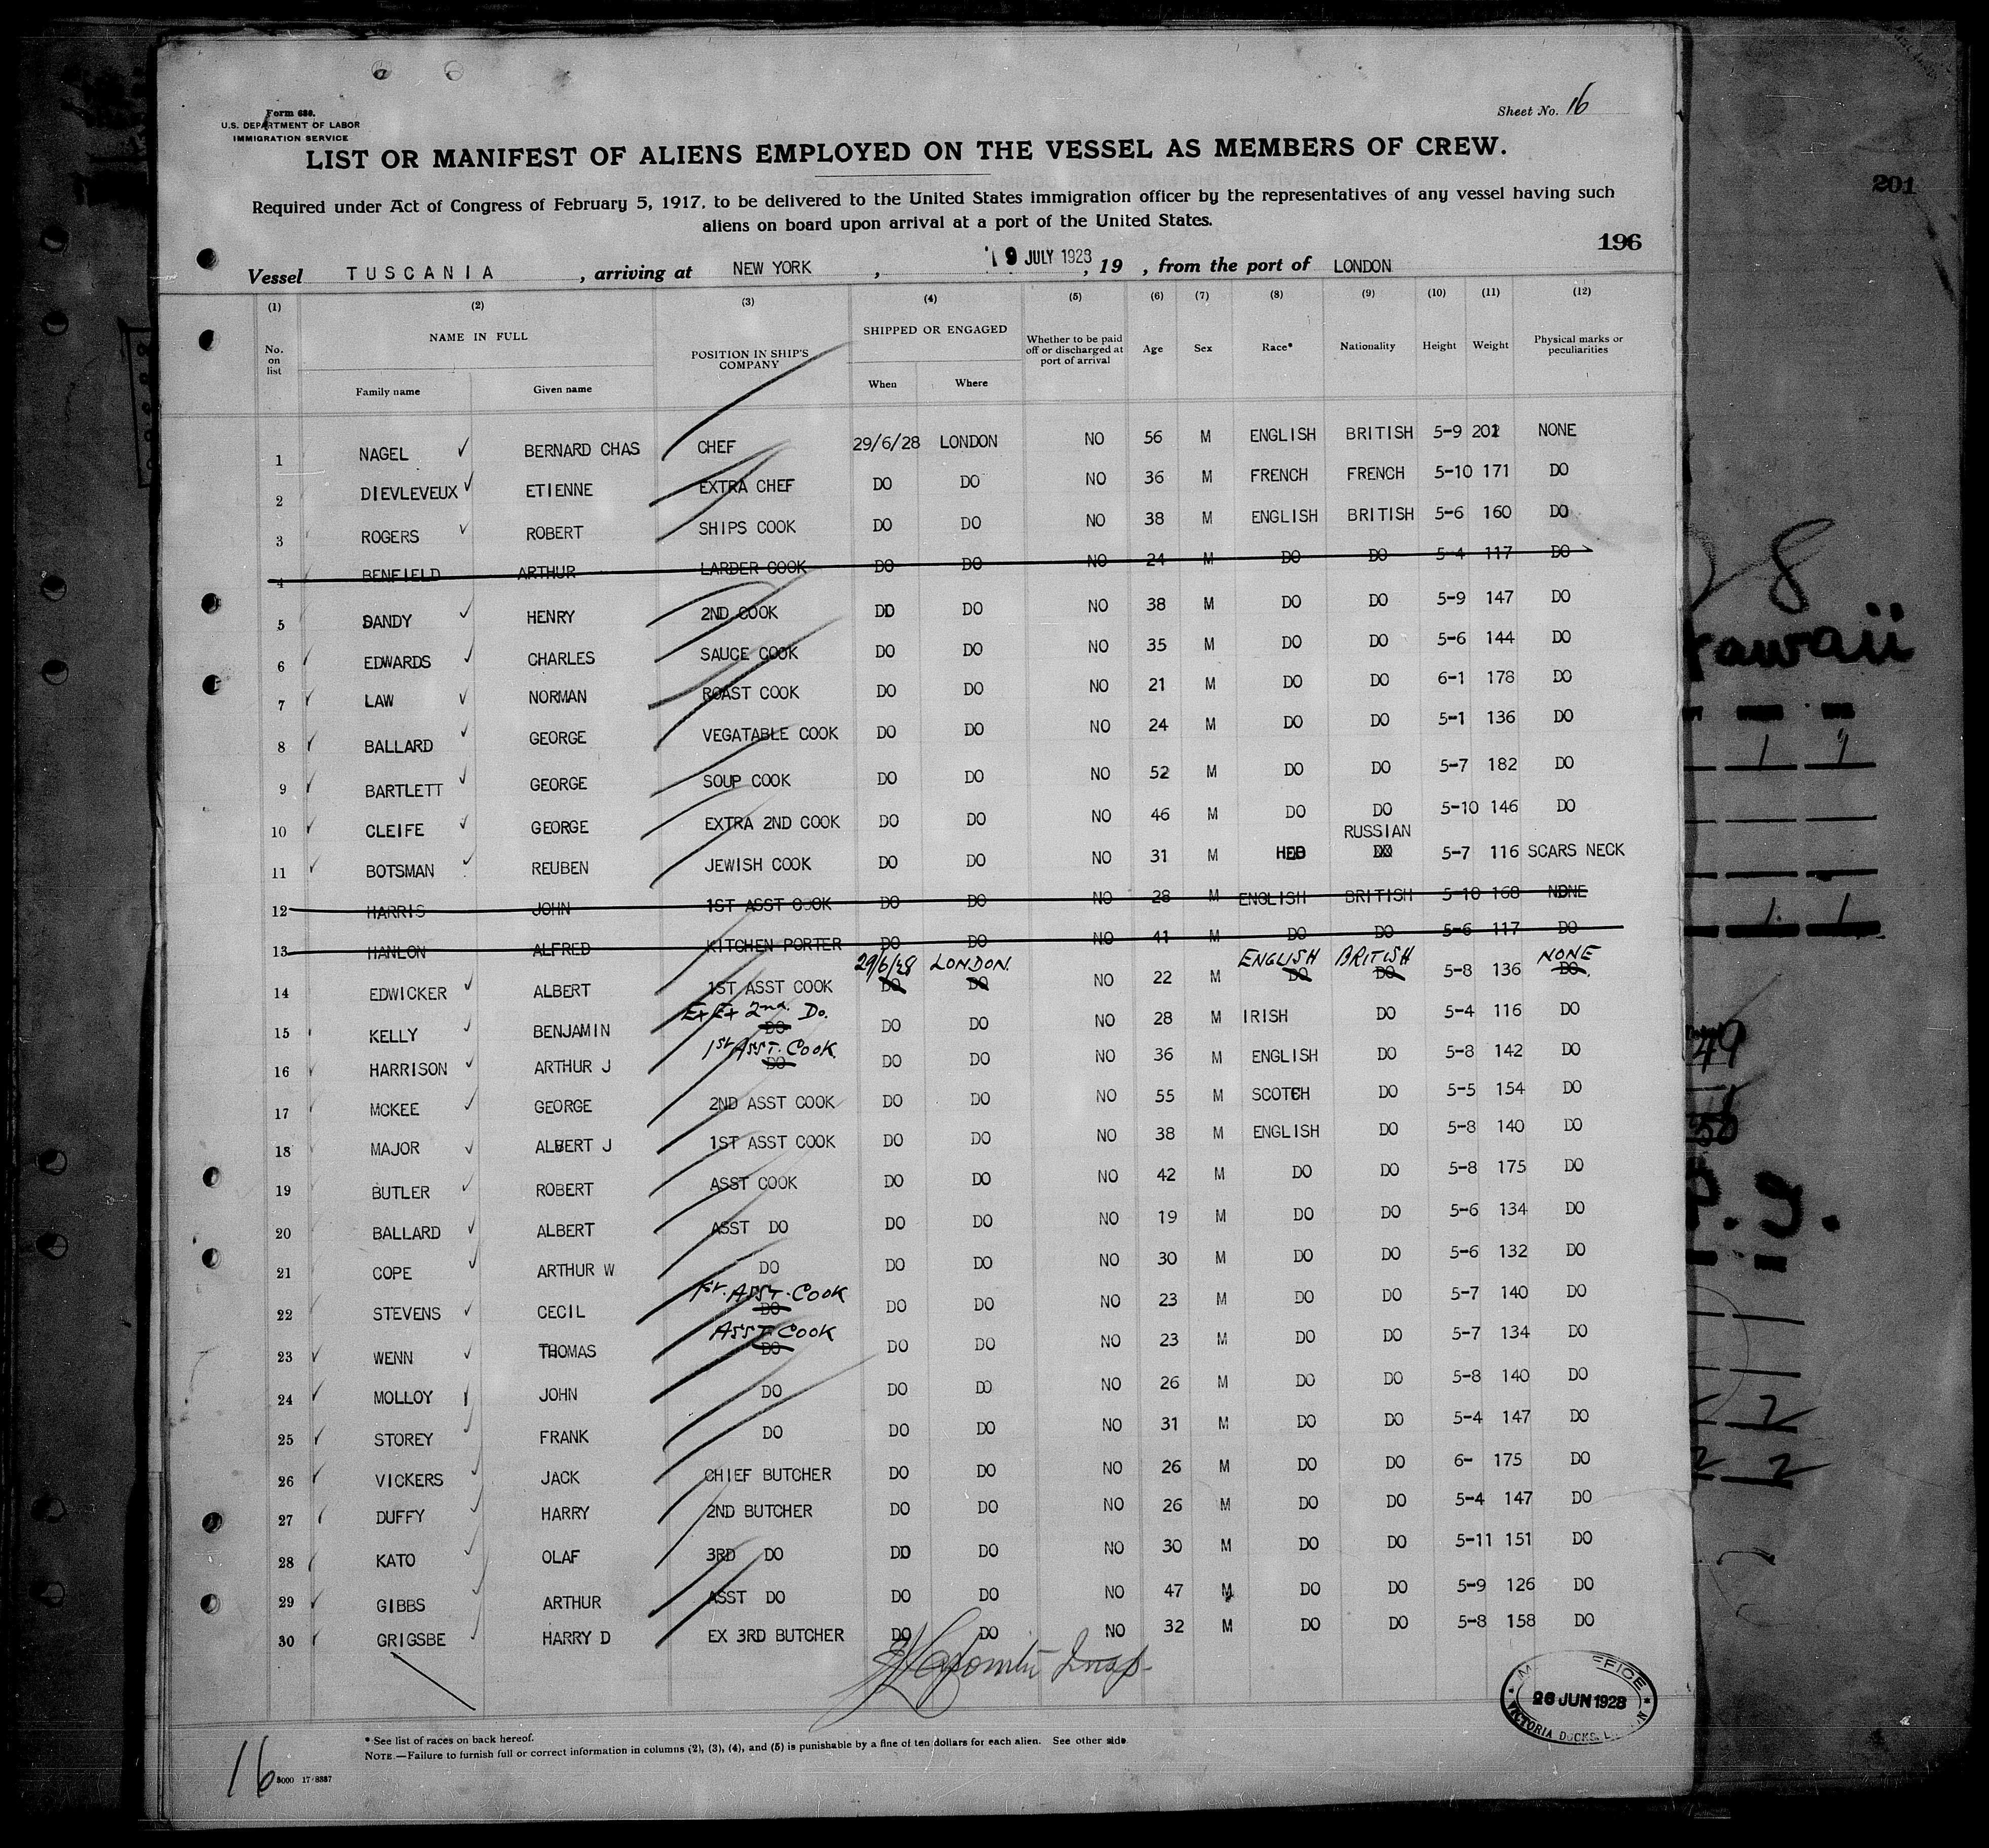 Form 680.
U.S. DEPARTMENT OF LABOR
IMMIGRATION SERVICE
Sheet No. 16
LIST OR MANIFEST OF ALIENS EMPLOYED ON THE VESSEL AS MEMBERS OF CREW.
Required under Act of Congress of February 5, 1917, to be delivered to the United States immigration officer by the representatives of any vessel having such
aliens on board upon arrival at a port of the United States.
201
196
Vessel TUSCANIA, arriving at NEW YORK, 9 JULY 1928, 19 , from the port of LONDON
(1) (2) (3) (4) (5) (6) (7) (8) (9) (10) (11) (12)
No. on list NAME IN FULL POSITION IN SHIP'S COMPANY SHIPPED OR ENGAGED Whether to be paid off or discharged at port of arrival Age Sex Race* Nationality Height Weight Physical marks or peculiarities
Family name Given name When Where
1 NAGEL BERNARD CHAS CHEF 29/6/28 LONDON NO 56 M ENGLISH BRITISH 5-9 202 NONE
2 DIEVLEVEUX ETIENNE EXTRA CHEF DO DO NO 36 M FRENCH FRENCH 5-10 171 DO
3 ROGERS ROBERT SHIPS COOK DO DO NO 38 M ENGLISH BRITISH 5-6 160 DO
4 BENFIELD ARTHUR LARDER COOK DO DO NO 24 M DO DO 5-4 117 DO
5 DANDY HENRY 2ND COOK DO DO NO 38 M DO DO 5-9 147 DO
6 EDWARDS CHARLES SAUCE COOK DO DO NO 35 M DO DO 5-6 144 DO
7 LAW NORMAN ROAST COOK DO DO NO 21 M DO DO 6-1 178 DO
8 BALLARD GEORGE VEGATABLE COOK DO DO NO 24 M DO DO 5-1 136 DO
9 BARTLETT GEORGE SOUP COOK DO DO NO 52 M DO DO 5-7 182 DO
10 CLEIFE GEORGE EXTRA 2ND COOK DO DO NO 46 M DO DO 5-10 146 DO
RUSSIAN
11 BOTSMAN REUBEN JEWISH COOK DO DO NO 31 M HEB DO 5-7 116 SCARS NECK
12 HARRIS JOHN 1ST ASST COOK DO DO NO 28 M ENGLISH BRITISH 5-10 168 NONE
13 HANLON ALFRED KITCHEN PORTER DO DO NO 41 M DO DO 5-6 117 DO
29/6/28 LONDON. ENGLISH BRITISH NONE
14 EDWICKER ALBERT 1ST ASST COOK DO DO NO 22 M DO DO 5-8 136 DO
Ex Ex 2nd. Do.
15 KELLY BENJAMIN DO DO DO NO 28 M IRISH DO 5-4 116 DO
1st ASST. COOK
16 HARRISON ARTHUR J DO DO DO NO 36 M ENGLISH DO 5-8 142 DO
17 MCKEE GEORGE 2ND ASST COOK DO DO NO 55 M SCOTCH DO 5-5 154 DO
18 MAJOR ALBERT J 1ST ASST COOK DO DO NO 38 M ENGLISH DO 5-8 140 DO
19 BUTLER ROBERT ASST COOK DO DO NO 42 M DO DO 5-8 175 DO
20 BALLARD ALBERT ASST DO DO DO NO 19 M DO DO 5-6 134 DO
21 COPE ARTHUR W DO DO DO NO 30 M DO DO 5-6 132 DO
1st. ASST. COOK
22 STEVENS CECIL DO DO DO NO 23 M DO DO 5-7 140 DO
ASST. COOK
23 WENN THOMAS DO DO DO NO 23 M DO DO 5-7 134 DO
24 MOLLOY JOHN DO DO DO NO 26 M DO DO 5-8 140 DO
25 STOREY FRANK DO DO DO NO 31 M DO DO 5-4 147 DO
26 VICKERS JACK CHIEF BUTCHER DO DO NO 26 M DO DO 6- 175 DO
27 DUFFY HARRY 2ND BUTCHER DO DO NO 26 M DO DO 5-4 147 DO
28 KATO OLAF 3RD DO DO DO NO 30 M DO DO 5-11 151 DO
29 GIBBS ARTHUR ASST DO DO DO NO 47 M DO DO 5-9 126 DO
30 GRIGSBE HARRY D EX 3RD BUTCHER DO DO NO 32 M DO DO 5-8 158 DO
26 JUN 1928
VICTORIA DOCKS
* See list of races on back hereof.
NOTE.—Failure to furnish full or correct information in columns (2), (3), (4), and (5) is punishable by a fine of ten dollars for each alien. See other side.
16